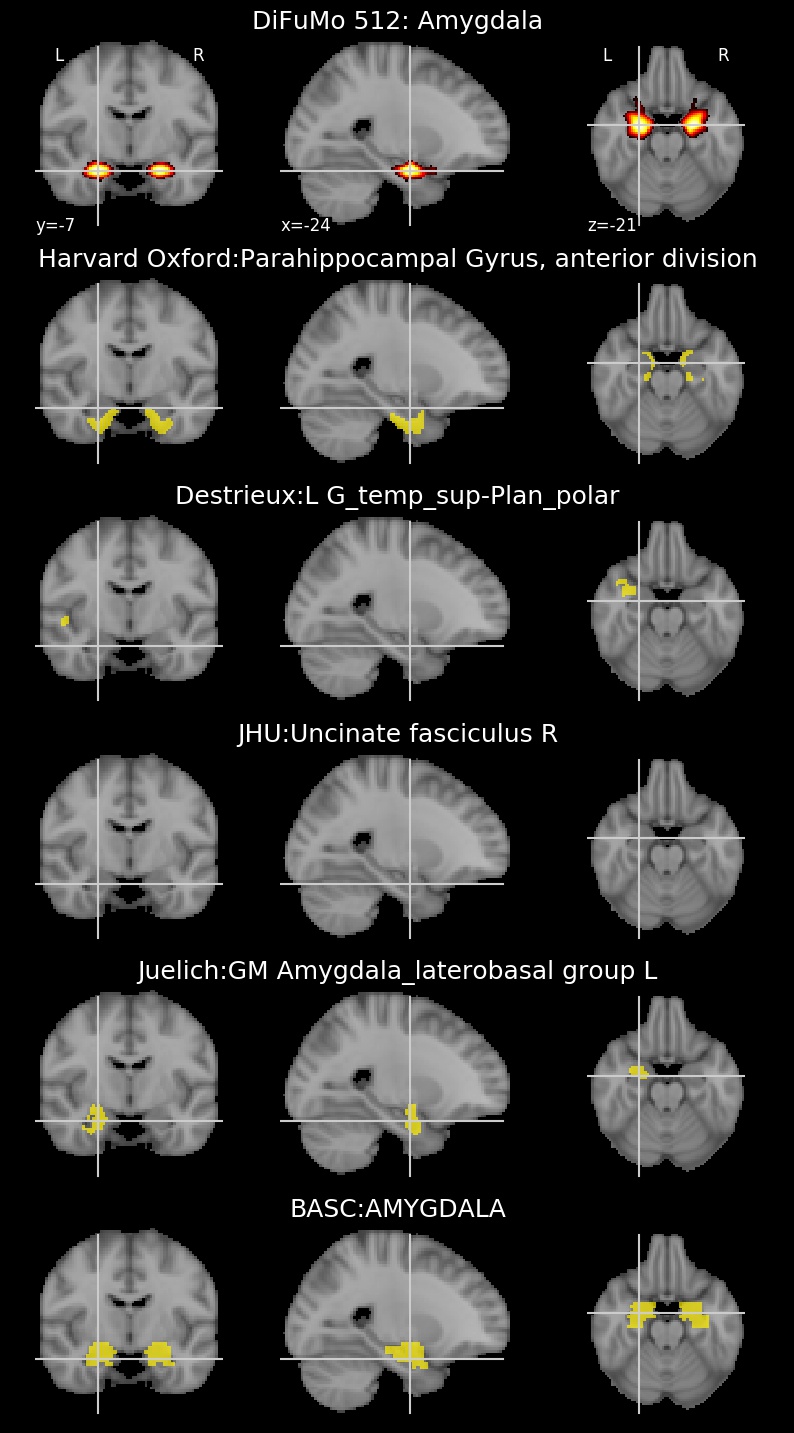 DiFuMo 512: Amygdala
L R L R
y=-7 x=-24 z=-21
Harvard Oxford:Parahippocampal Gyrus, anterior division
Destrieux:L G_temp_sup-Plan_polar
JHU:Uncinate fasciculus R
Juelich:GM Amygdala_laterobasal group L
BASC:AMYGDALA